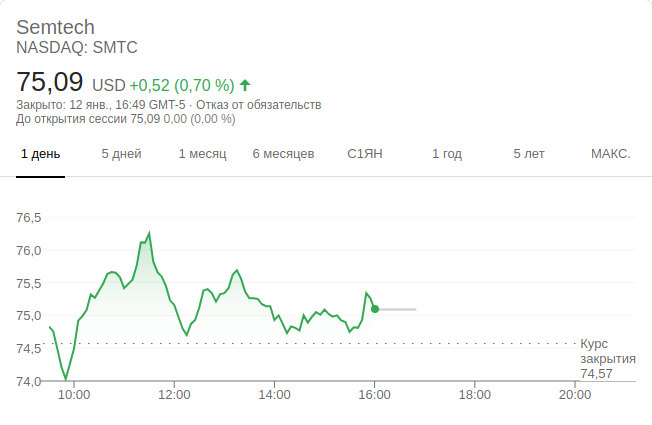 Semtech
NASDAQ: SMTC
75,09 USD +0,52 (0,70 %)
Закрыто: 12 янв., 16:49 GMT-5 · Отказ от обязательств
До открытия сессии 75,09 0,00 (0,00 %)
1 день 5 дней 1 месяц 6 месяцев С1ЯН 1 год 5 лет МАКС.
76,5
76,0
75,5
75,0
74,5
74,0
Курс
закрытия
74,57
10:00 12:00 14:00 16:00 18:00 20:00